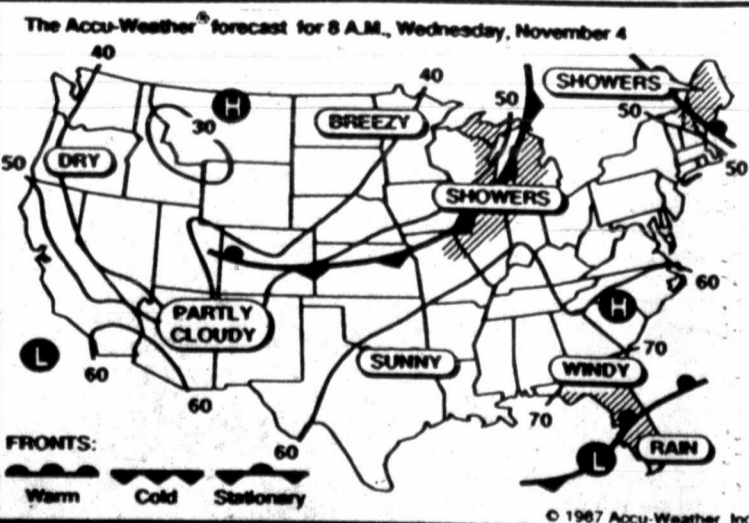 The Accu-Weather® forecast for 8 A.M., Wednesday, November 4
40
40
SHOWERS
H
50
50
30
BREEZY
DRY
50
50
SHOWERS
60
PARTLY
CLOUDY
H
L
SUNNY
70
WINDY
60
60
70
60
RAIN
L
FRONTS:
Warm
Cold
Stationary
© 1987 Accu-Weather, Inc